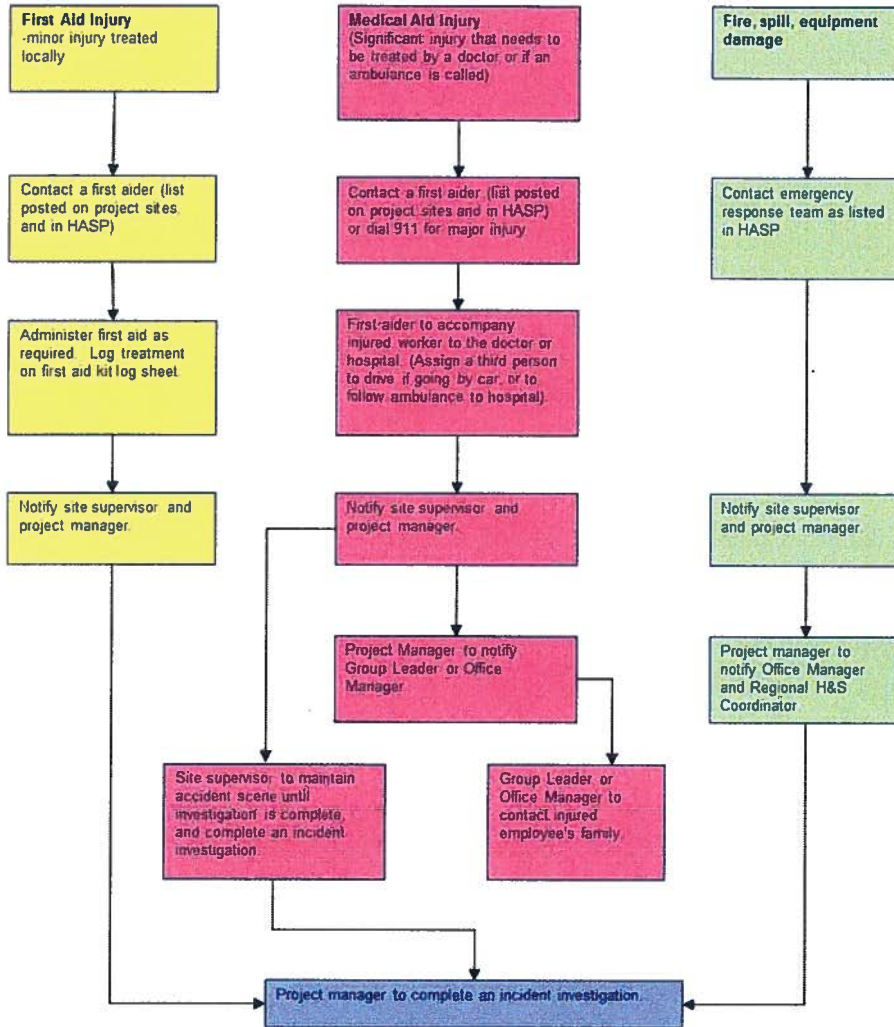 First Aid Injury
-minor injury treated
locally
Contact a first aider (list
posted on project sites,
and in HASP)
Administer first aid as
required. Log treatment
on first aid kit log sheet
Notify site supervisor and
project manager.
Medical Aid Injury
(Significant injury that needs to
be treated by a doctor or if an
ambulance is called)
Contact a first aider (list posted
on project sites and in HASP)
or dial 911 for major injury
First-aider to accompany
injured worker to the doctor or
hospital. (Assign a third person
to drive if going by car, or to
follow ambulance to hospital).
Notify site supervisor and
project manager.
Project Manager to notify
Group Leader or Office
Manager
Site supervisor to maintain
accident scene until
investigation is complete,
and complete an incident
investigation.
Group Leader or
Office Manager to
contact injured
employee's family.
Fire, spill, equipment
damage
Contact emergency
response team as listed
in HASP
Notify site supervisor
and project manager.
Project manager to
notify Office Manager
and Regional H&S
Coordinator
Project manager to complete an incident investigation.